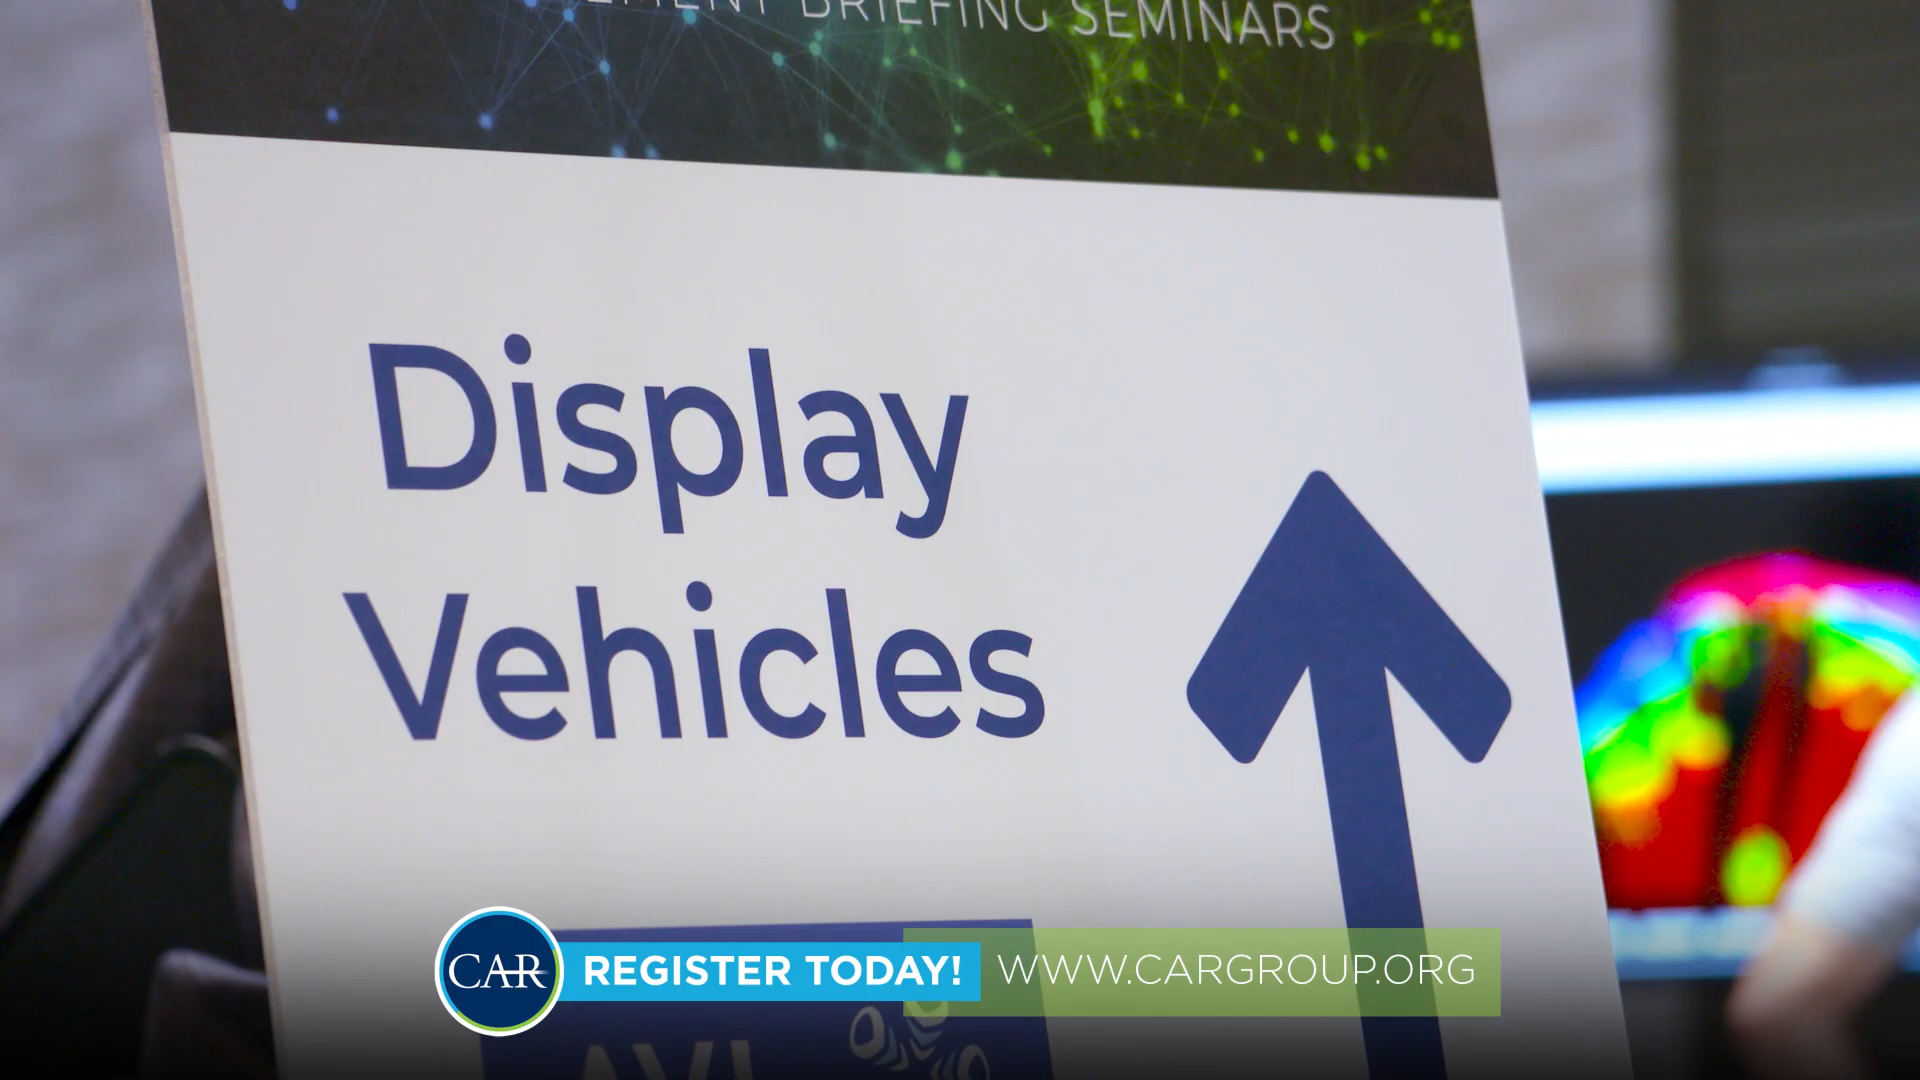 BRIEFING SEMINARS
Display
Vehicles
CAR
REGISTER TODAY!
WWW.CARGROUP.ORG